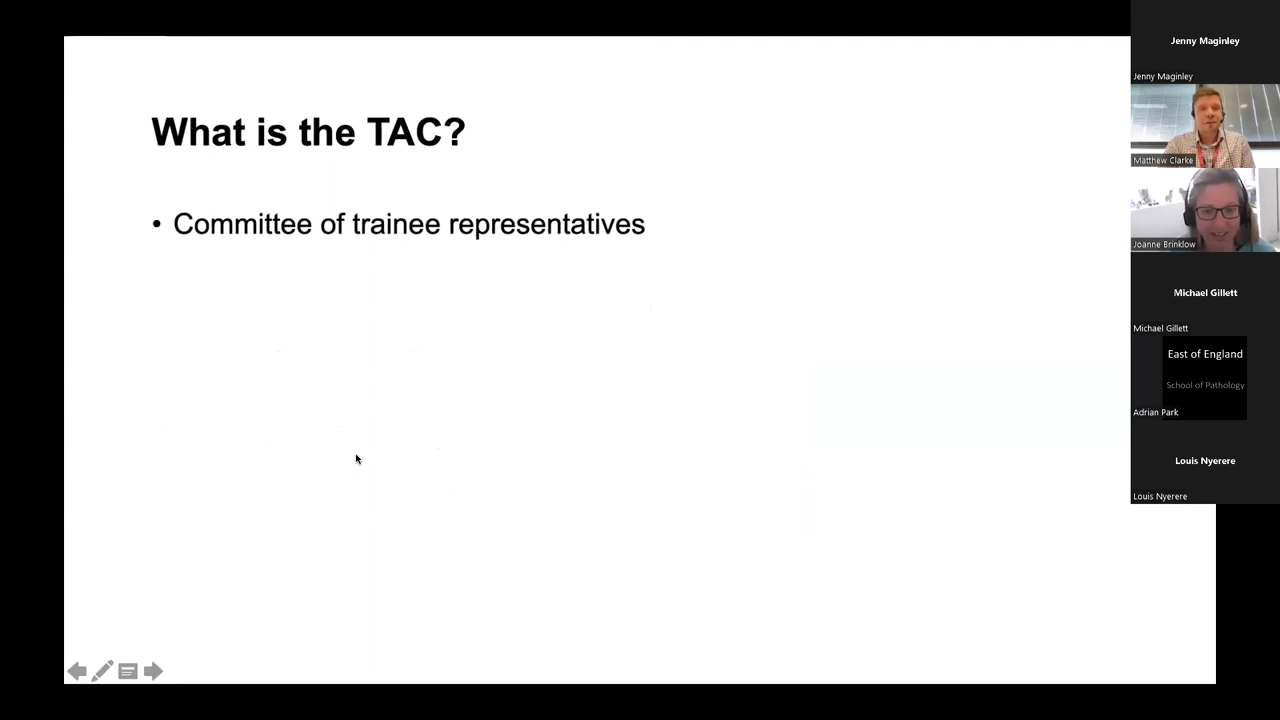 What is the TAC?
• Committee of trainee representatives
Jenny Maginley
Jenny Maginley
Matthew Clarke
Joanne Brinklow
Michael Gillett
Michael Gillett
East of England
School of Pathology
Adrian Park
Louis Nyerere
Louis Nyerere